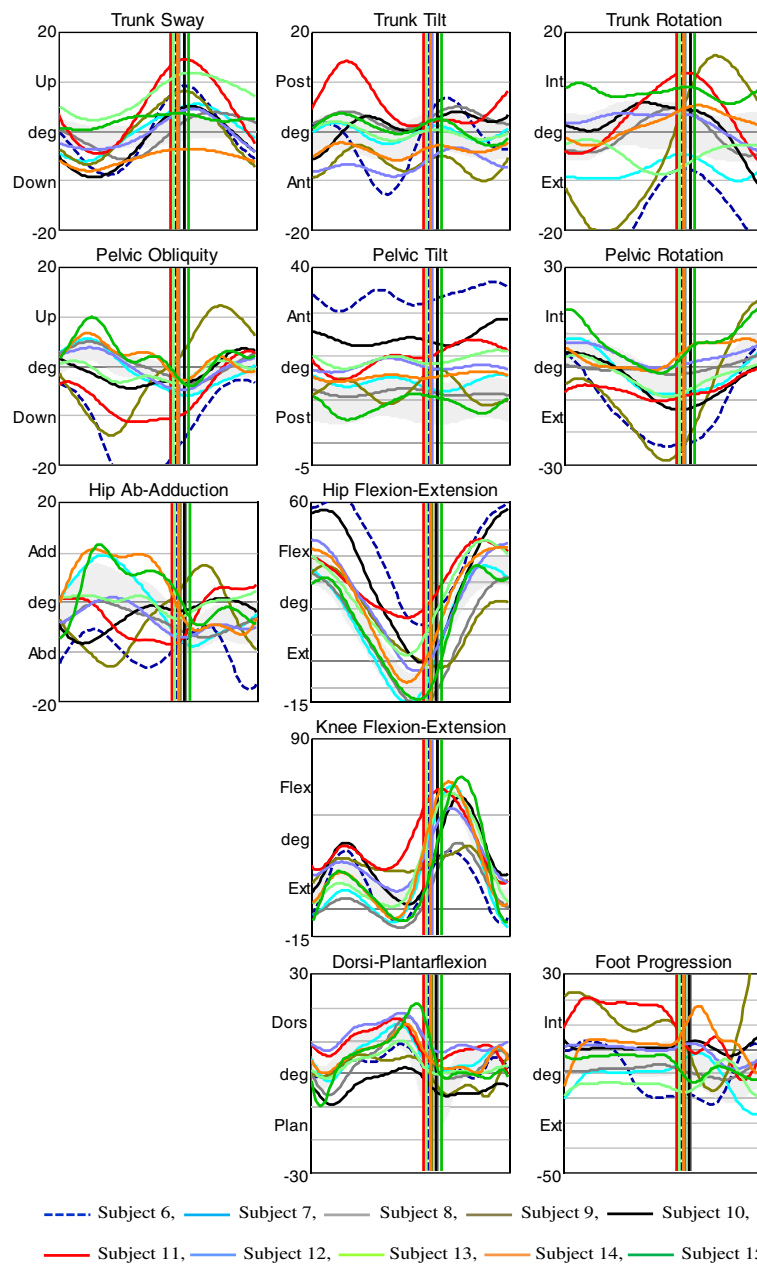 Trunk Sway
Trunk Tilt
Trunk Rotation
20
Up
deg
Down
-20
20
Post
deg
Ant
-20
20
Int
deg
Ext
-20
Pelvic Obliquity
Pelvic Tilt
Pelvic Rotation
20
Up
deg
Down
-20
40
Ant
deg
Post
-5
30
Int
deg
Ext
-30
Hip Ab-Adduction
Hip Flexion-Extension
20
Add
deg
Abd
-20
60
Flex
deg
Ext
-15
Knee Flexion-Extension
90
Flex
deg
Ext
-15
Dorsi-Plantarflexion
Foot Progression
30
Dors
deg
Plan
-30
30
Int
deg
Ext
-50
Subject 6, Subject 7, Subject 8, Subject 9, Subject 10,
Subject 11, Subject 12, Subject 13, Subject 14, Subject 15